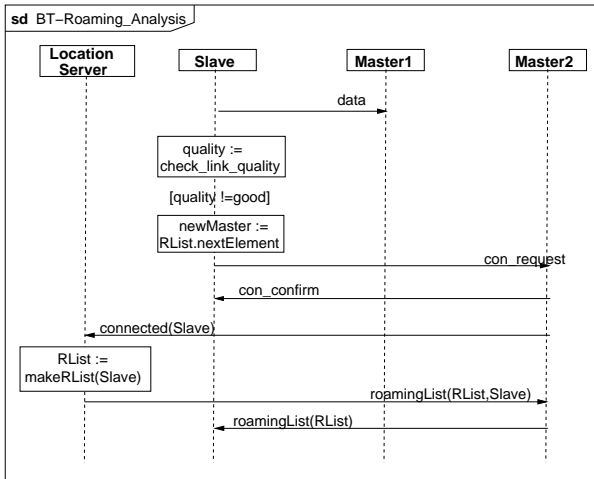 sd BT−Roaming_Analysis
Location
Server
Slave
Master1
Master2
data
quality :=
check_link_quality
[quality !=good]
newMaster :=
RList.nextElement
con_request
con_confirm
connected(Slave)
RList :=
makeRList(Slave)
roamingList(RList,Slave)
roamingList(RList)